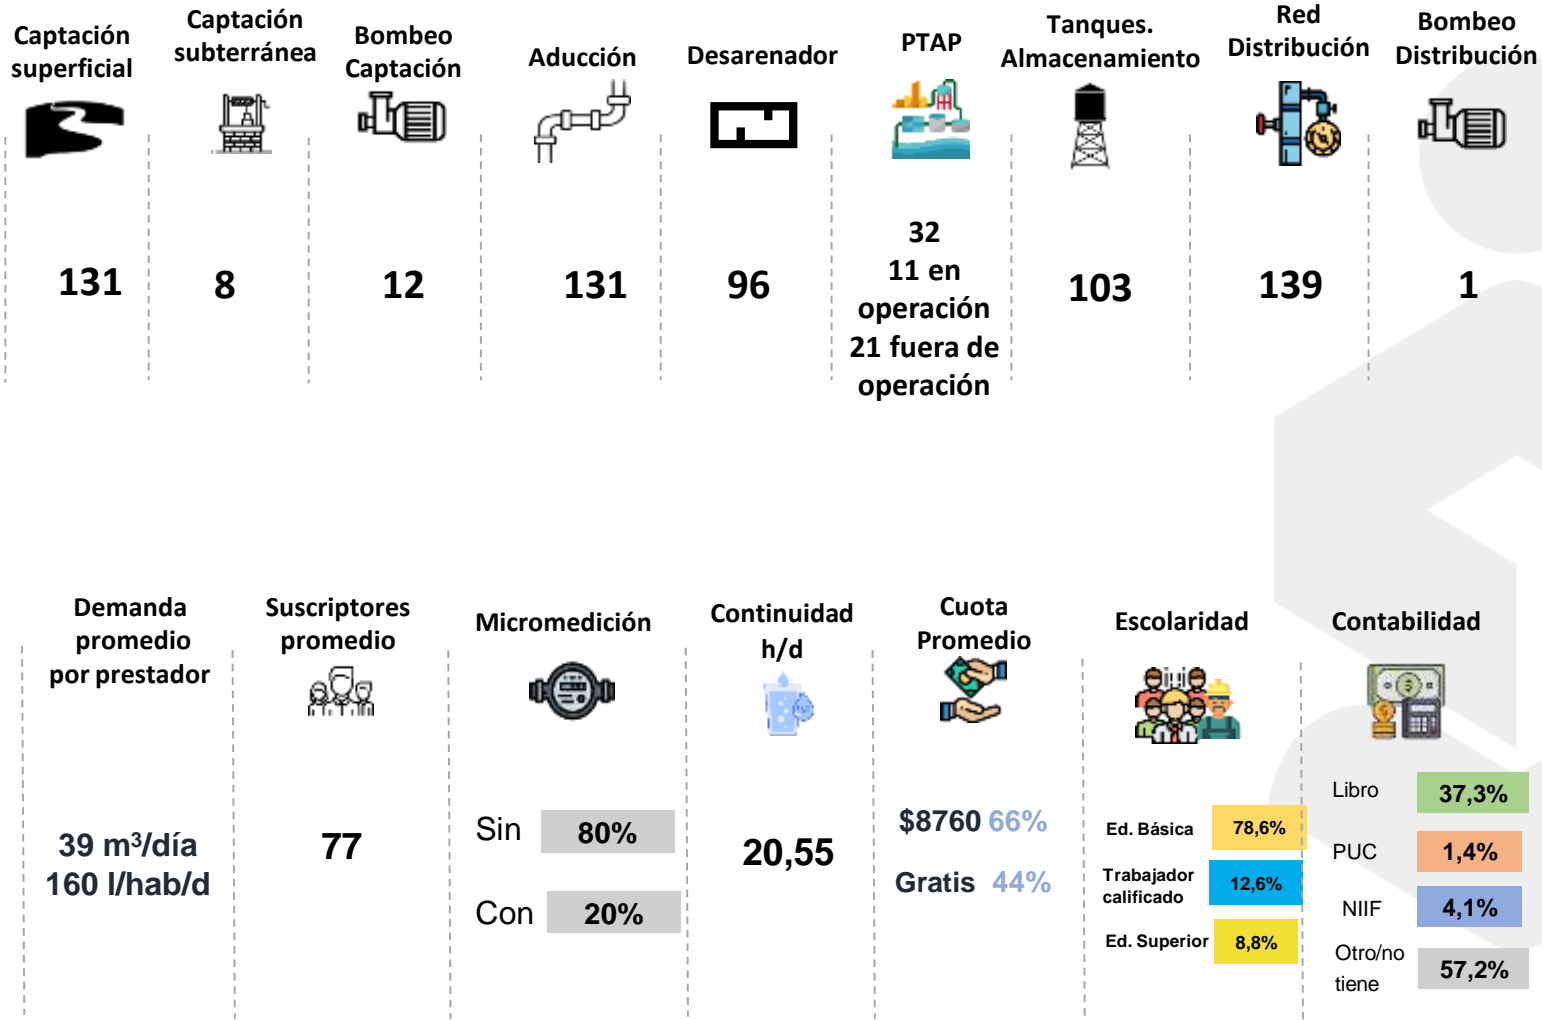 Captación
superficial
131
Captación
subterránea
8
Bombeo
Captación
12
Aducción
131
Desarenador
96
PTAP
32
11 en
operación
21 fuera de
operación
Tanques.
Almacenamiento
103
Red
Distribución
139
Bombeo
Distribución
1
Demanda
promedio
por prestador
39 m³/día
160 l/hab/d
Suscriptores
promedio
77
Micromedición
Sin 80%
Con 20%
Continuidad
h/d
20,55
Cuota
Promedio
$8760 66%
Gratis 44%
Escolaridad
Ed. Básica 78,6%
Trabajador
calificado 12,6%
Ed. Superior 8,8%
Contabilidad
Libro 37,3%
PUC 1,4%
NIIF 4,1%
Otro/no
tiene 57,2%